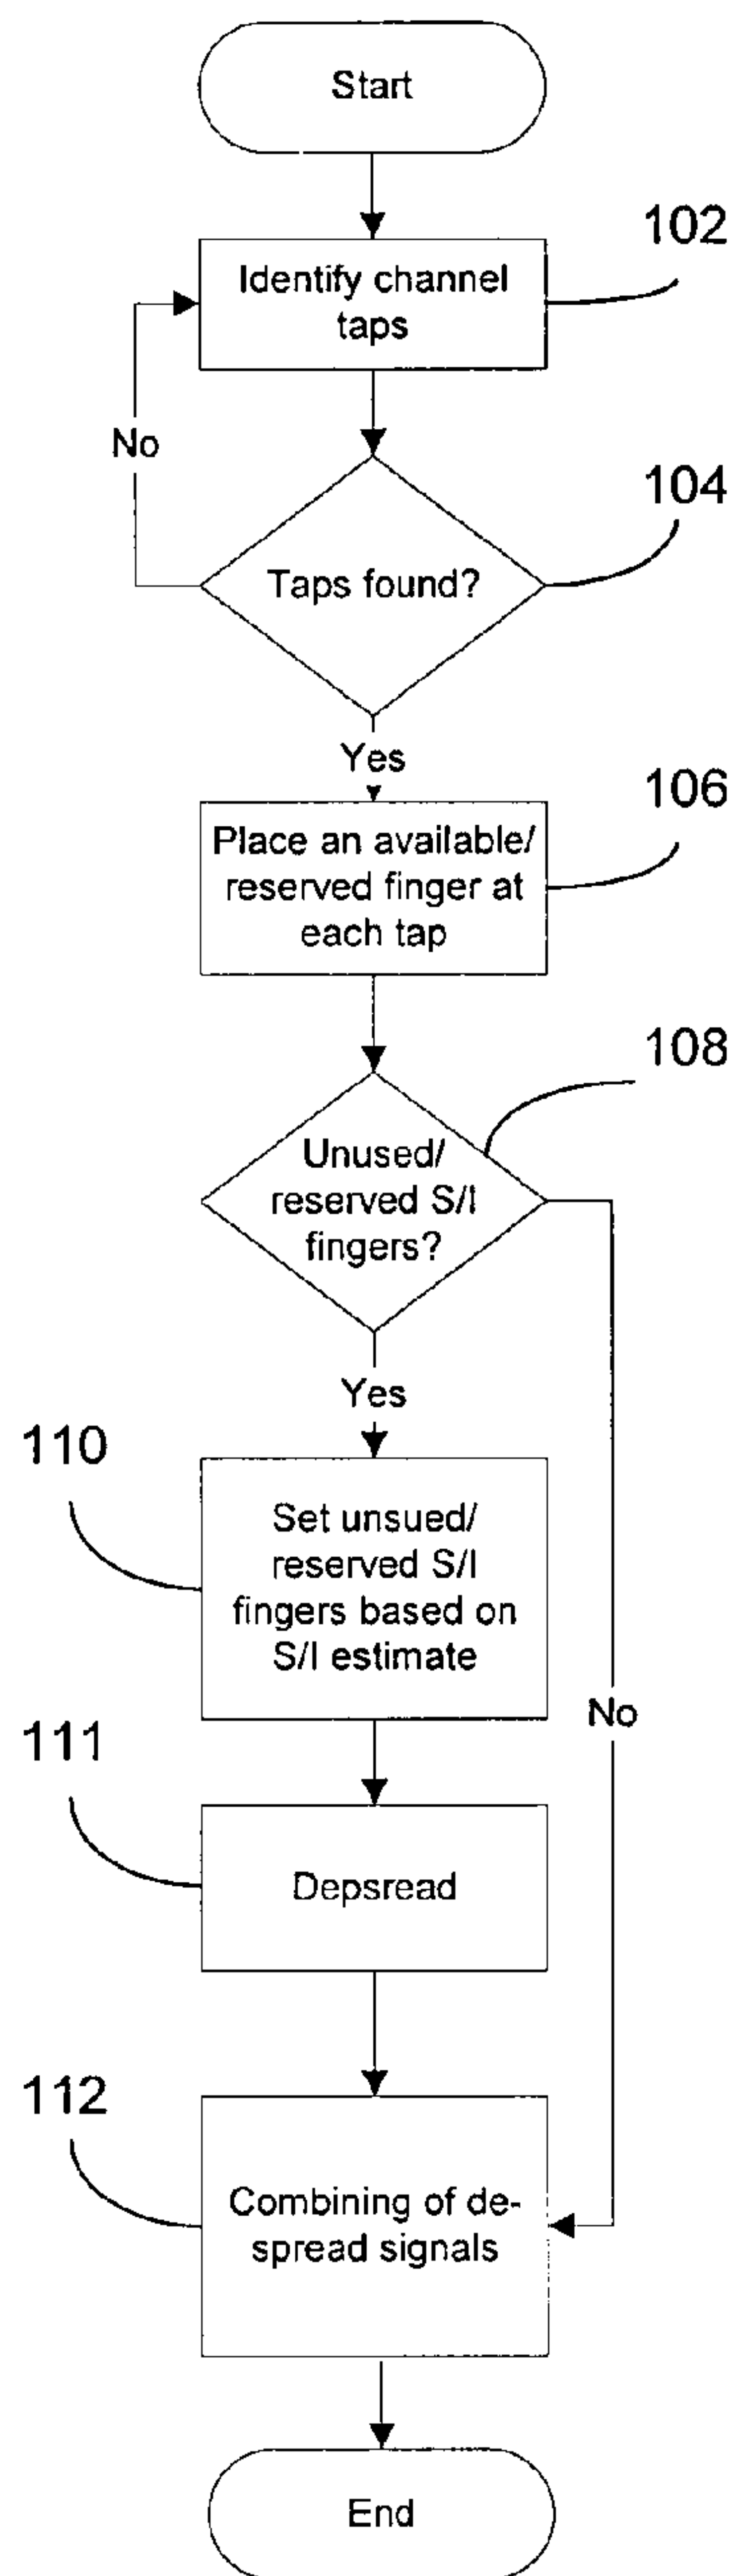 Start
102
Identify channel
taps
No
104
Taps found?
Yes
106
Place an available/
reserved finger at
each tap
108
Unused/
reserved S/I
fingers?
Yes
110
Set unsued/
reserved S/I
fingers based on
S/I estimate
No
111
Depsread
112
Combining of de-
spread signals
End